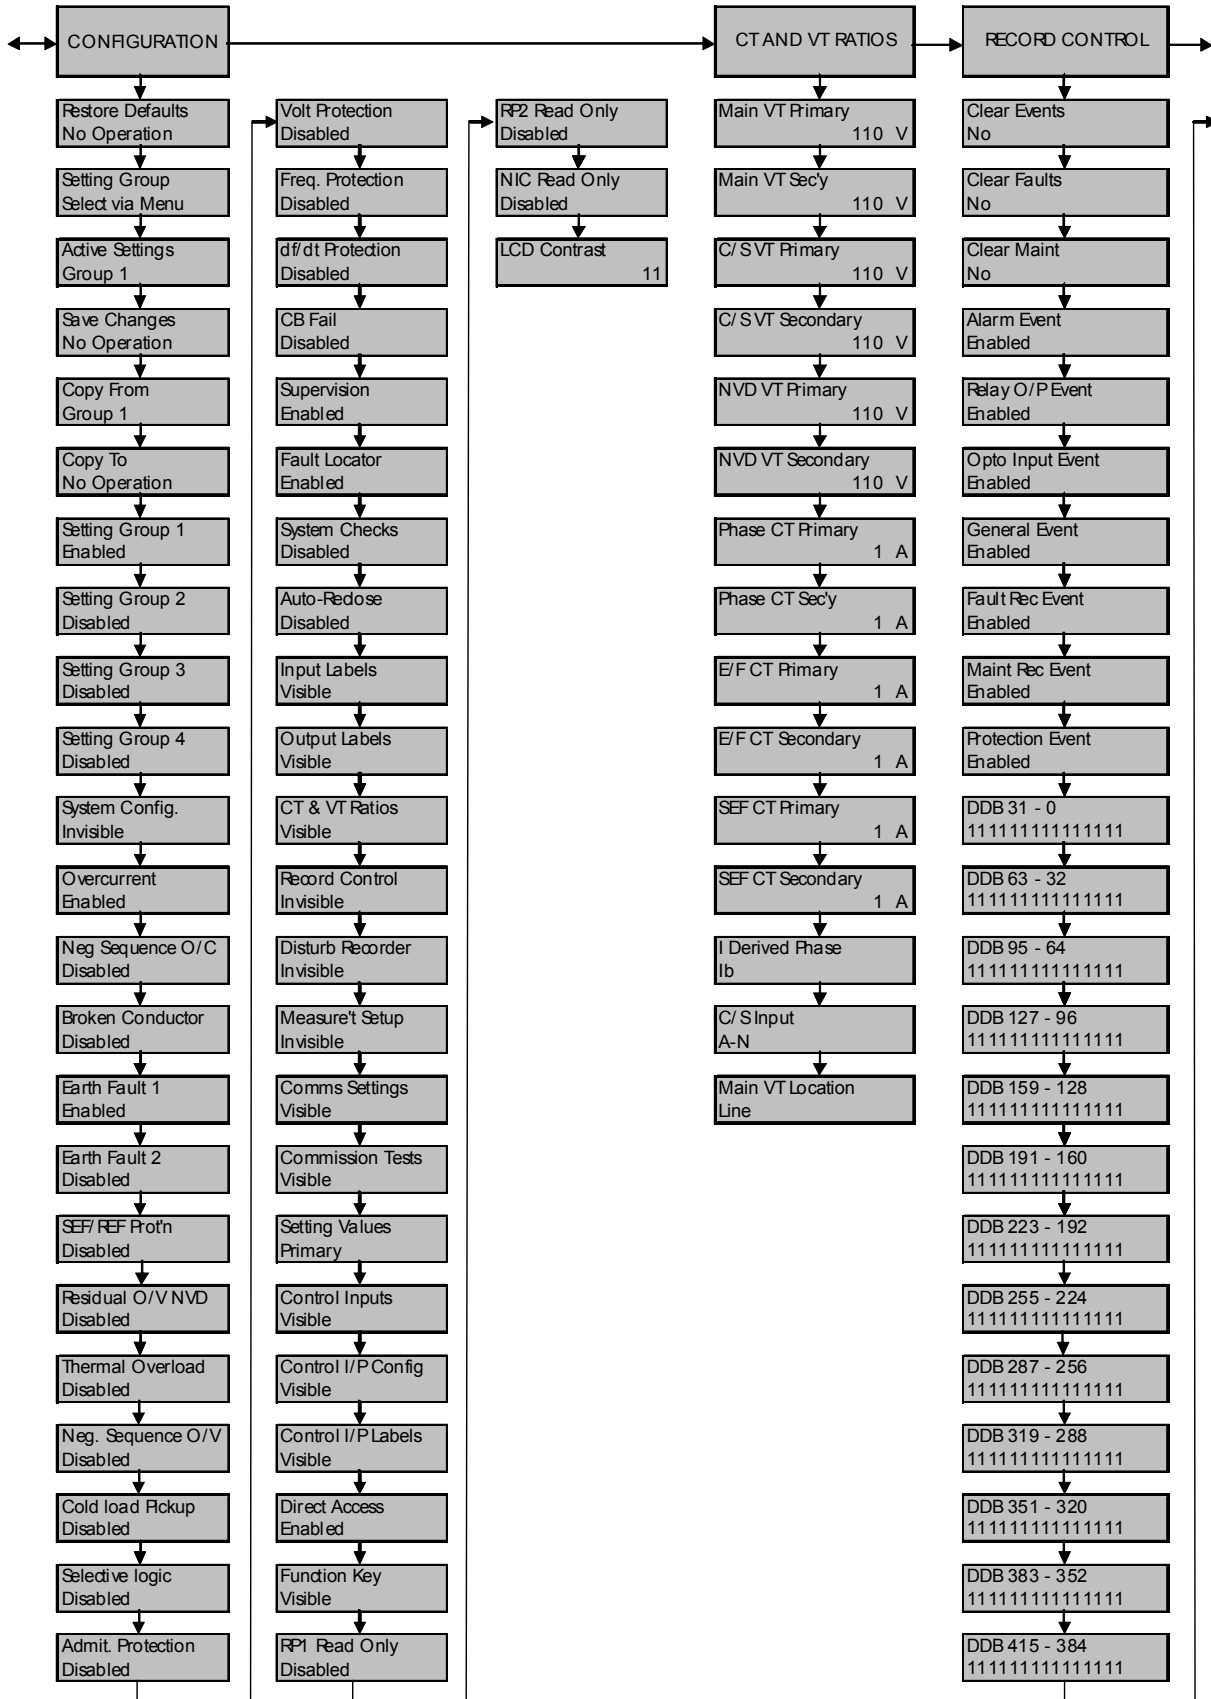 CONFIGURATION
Restore Defaults
No Operation
Setting Group
Select via Menu
Active Settings
Group 1
Save Changes
No Operation
Copy From
Group 1
Copy To
No Operation
Setting Group 1
Enabled
Setting Group 2
Disabled
Setting Group 3
Disabled
Setting Group 4
Disabled
System Config.
Invisible
Overcurrent
Enabled
Neg Sequence O/C
Disabled
Broken Conductor
Disabled
Earth Fault 1
Enabled
Earth Fault 2
Disabled
SEF/REF Prot'n
Disabled
Residual O/V NVD
Disabled
Thermal Overload
Disabled
Neg. Sequence O/V
Disabled
Cold load Pickup
Disabled
Selective logic
Disabled
Admit. Protection
Disabled
Volt Protection
Disabled
Freq. Protection
Disabled
df/dt Protection
Disabled
CB Fail
Disabled
Supervision
Enabled
Fault Locator
Enabled
System Checks
Disabled
Auto-Reclose
Disabled
Input Labels
Visible
Output Labels
Visible
CT & VT Ratios
Visible
Record Control
Invisible
Disturb Recorder
Invisible
Measure't Setup
Invisible
Comms Settings
Visible
Commission Tests
Visible
Setting Values
Primary
Control Inputs
Visible
Control I/P Config
Visible
Control I/P Labels
Visible
Direct Access
Enabled
Function Key
Visible
RP1 Read Only
Disabled
RP2 Read Only
Disabled
NIC Read Only
Disabled
LCD Contrast
11
CT AND VT RATIOS
Main VT Primary
110 V
Main VT Sec'y
110 V
C/S VT Primary
110 V
C/S VT Secondary
110 V
NVD VT Primary
110 V
NVD VT Secondary
110 V
Phase CT Primary
1 A
Phase CT Sec'y
1 A
E/F CT Primary
1 A
E/F CT Secondary
1 A
SEF CT Primary
1 A
SEF CT Secondary
1 A
I Derived Phase
Ib
C/S Input
A-N
Main VT Location
Line
RECORD CONTROL
Clear Events
No
Clear Faults
No
Clear Maint
No
Alarm Event
Enabled
Relay O/P Event
Enabled
Opto Input Event
Enabled
General Event
Enabled
Fault Rec Event
Enabled
Maint Rec Event
Enabled
Protection Event
Enabled
DDB 31 - 0
1111111111111111
DDB 63 - 32
1111111111111111
DDB 95 - 64
1111111111111111
DDB 127 - 96
1111111111111111
DDB 159 - 128
1111111111111111
DDB 191 - 160
1111111111111111
DDB 223 - 192
1111111111111111
DDB 255 - 224
1111111111111111
DDB 287 - 256
1111111111111111
DDB 319 - 288
1111111111111111
DDB 351 - 320
1111111111111111
DDB 383 - 352
1111111111111111
DDB 415 - 384
1111111111111111